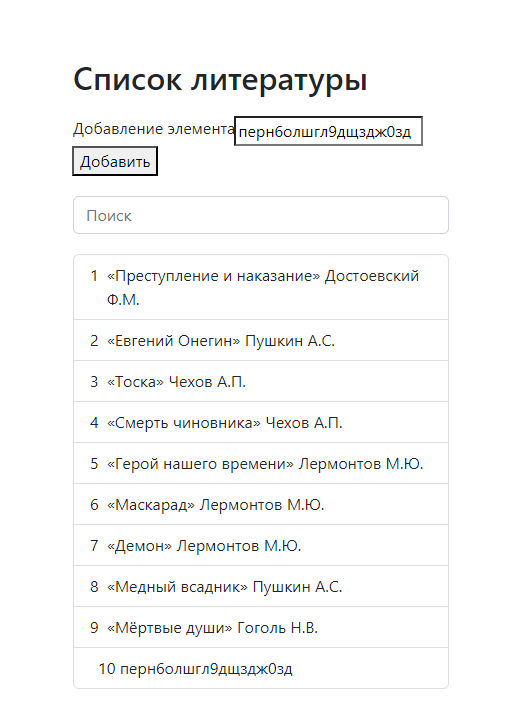 Список литературы
Добавление элемента пернболшгл9дщздж0зд
Добавить
Поиск
1 «Преступление и наказание» Достоевский
Ф.М.
2 «Евгений Онегин» Пушкин А.С.
3 «Тоска» Чехов А.П.
4 «Смерть чиновника» Чехов А.П.
5 «Герой нашего времени» Лермонтов М.Ю.
6 «Маскарад» Лермонтов М.Ю.
7 «Демон» Лермонтов М.Ю.
8 «Медный всадник» Пушкин А.С.
9 «Мёртвые души» Гоголь Н.В.
10 пернболшгл9дщздж0зд